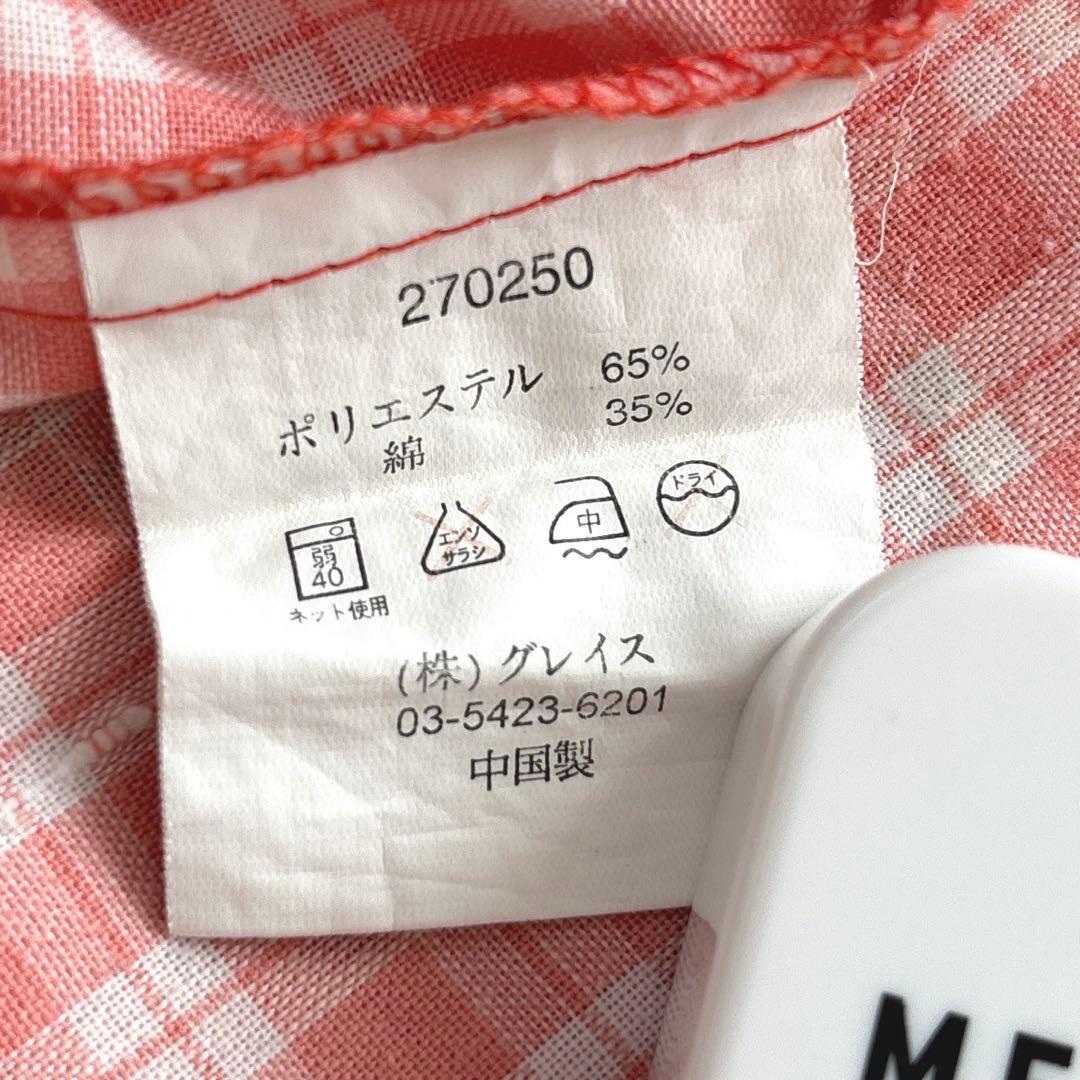 270250
ポリエステル 65%
綿 35%
弱
40
ネット使用
エンソ
サラシ
中
ドライ
(株)グレイス
03-5423-6201
中国製